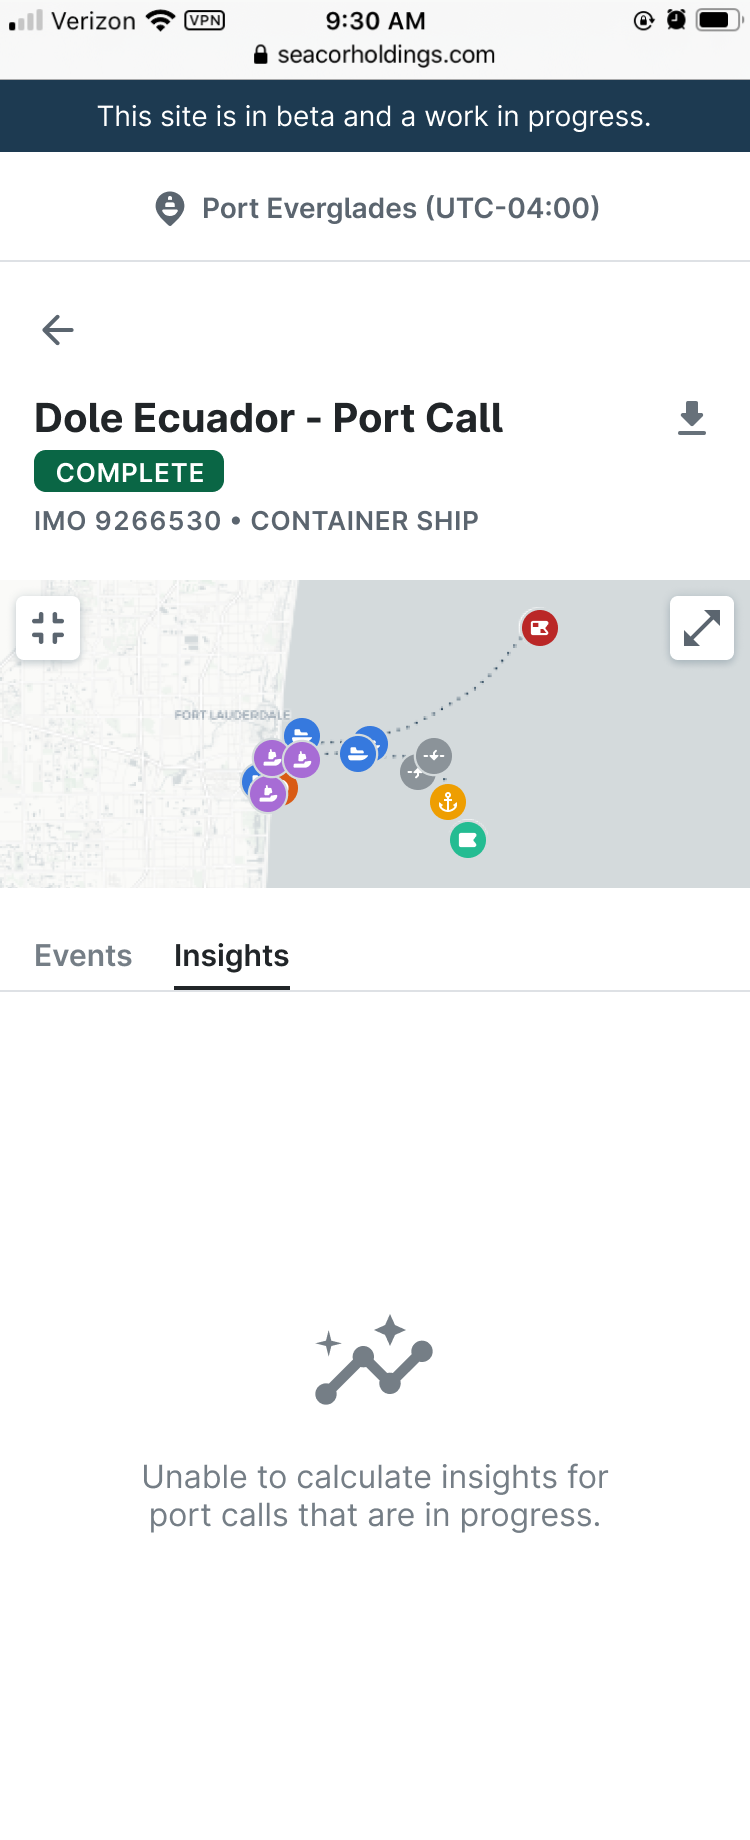 Verizon VPN 9:30 AM
seacorholdings.com
This site is in beta and a work in progress.
Port Everglades (UTC-04:00)
Dole Ecuador - Port Call
COMPLETE
IMO 9266530 • CONTAINER SHIP
FORT LAUDERDALE
Events Insights
Unable to calculate insights for
port calls that are in progress.